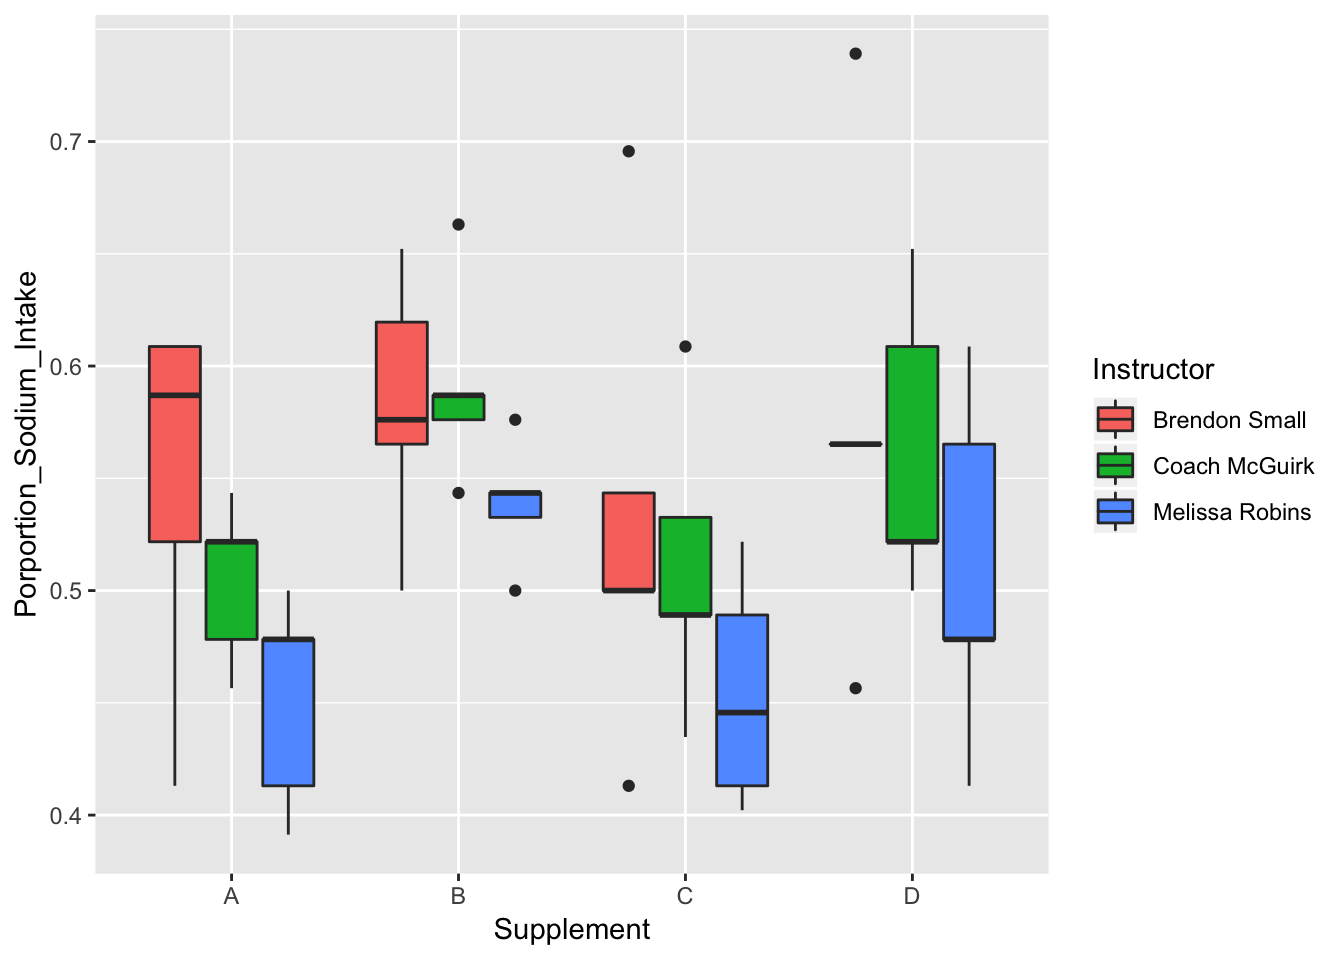 0.7
0.6
0.5
0.4
Porportion_Sodium_Intake
A
B
C
D
Supplement
Instructor
Brendon Small
Coach McGuirk
Melissa Robins